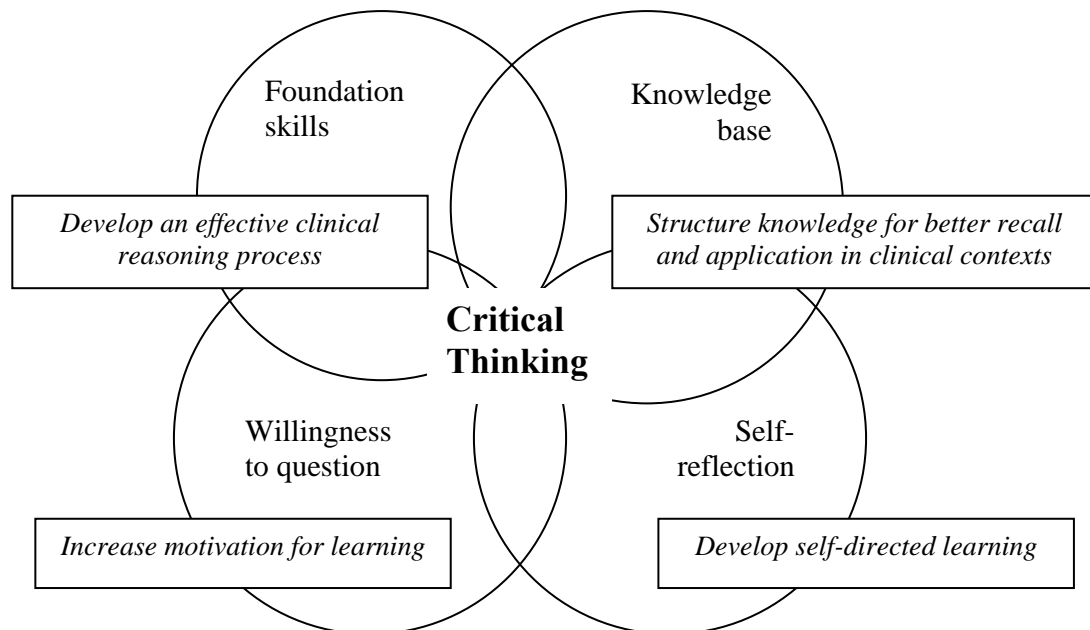 Foundation
skills
Knowledge
base
Develop an effective clinical
reasoning process
Structure knowledge for better recall
and application in clinical contexts
Critical
Thinking
Willingness
to question
Self-
reflection
Increase motivation for learning
Develop self-directed learning